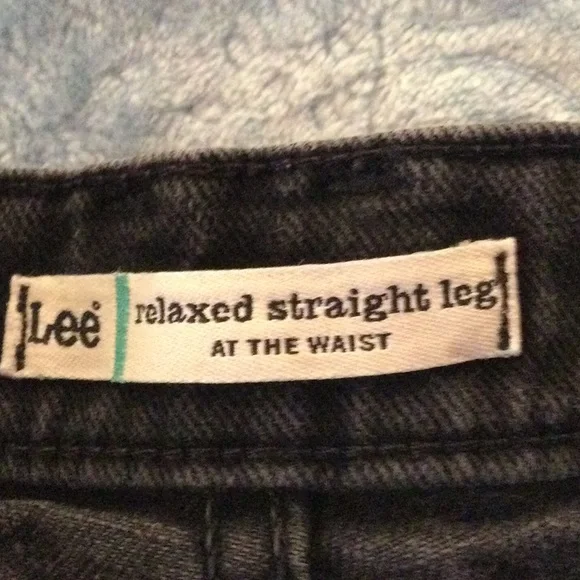 Lee® relaxed straight leg
AT THE WAIST